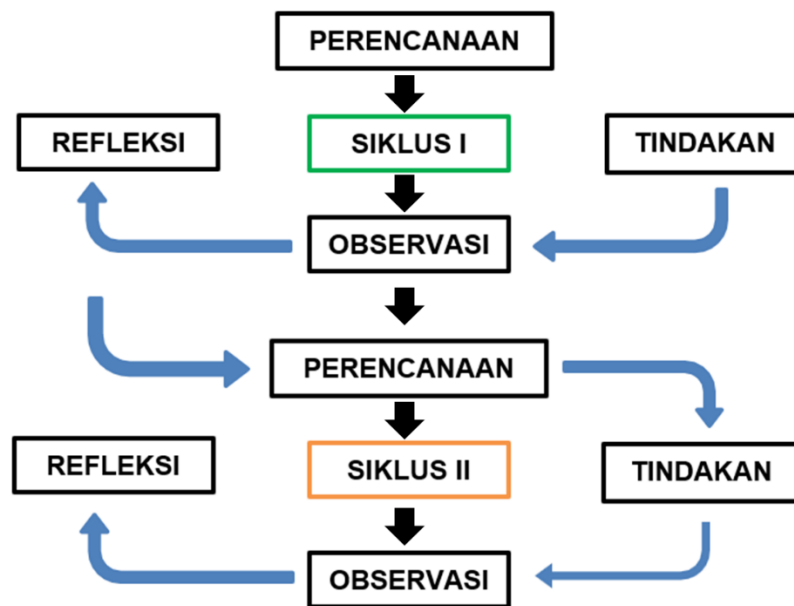 PERENCANAAN
REFLEKSI
SIKLUS I
TINDAKAN
OBSERVASI
PERENCANAAN
REFLEKSI
SIKLUS II
TINDAKAN
OBSERVASI